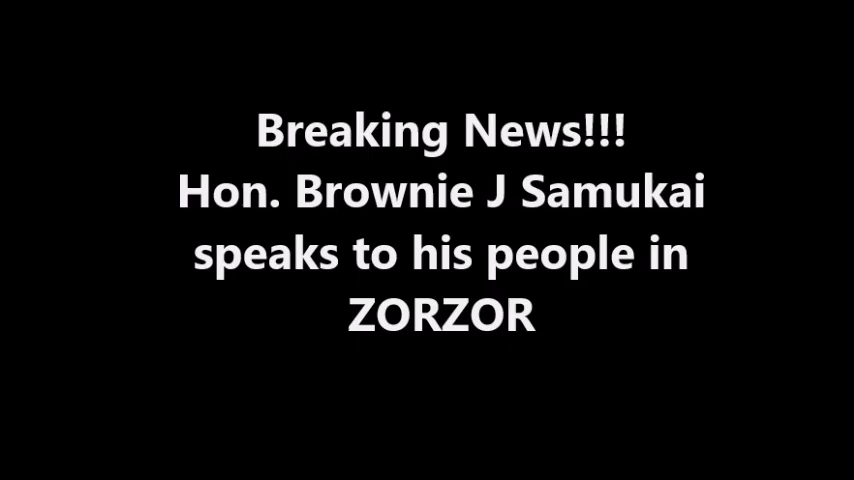 Breaking News!!!
Hon. Brownie J Samukai
speaks to his people in
ZORZOR